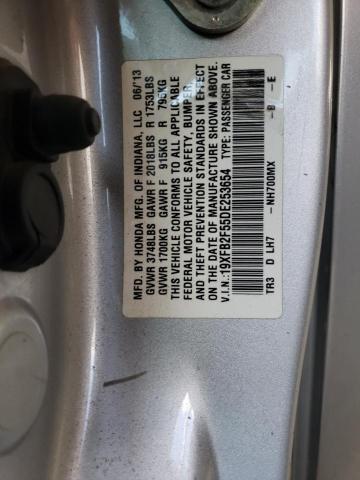 MFD. BY HONDA MFG. OF INDIANA, LLC 06/13
GVWR 3748LBS GAWR F 2018LBS R 1753LBS
GVWR 1700KG GAWR F 915KG R 795KG
THIS VEHICLE CONFORMS TO ALL APPLICABLE
FEDERAL MOTOR VEHICLE SAFETY, BUMPER,
AND THEFT PREVENTION STANDARDS IN EFFECT
ON THE DATE OF MANUFACTURE SHOWN ABOVE.
V.I.N.: 19XFB2F55DE253654 TYPE: PASSENGER CAR
TR3 D LH7 - NH700MX - B - E